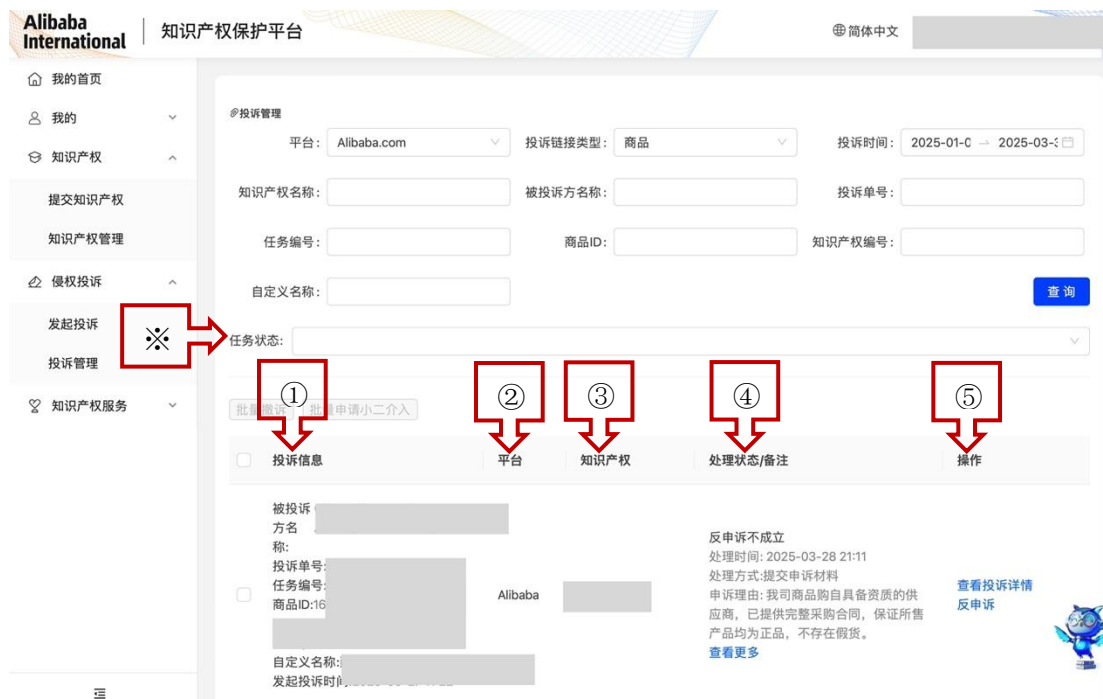 Alibaba
International
知识产权保护平台
简体中文
我的首页
我的
知识产权
提交知识产权
知识产权管理
侵权投诉
发起投诉
投诉管理
知识产权服务
投诉管理
平台: Alibaba.com 投诉链接类型: 商品 投诉时间: 2025-01-0 → 2025-03-3
知识产权名称: 被投诉方名称: 投诉单号:
任务编号: 商品ID: 知识产权编号:
自定义名称: 查询
※
任务状态:
① ② ③ ④ ⑤
批量撤诉 批量申请小二介入
投诉信息 平台 知识产权 处理状态/备注 操作
被投诉
方名
称:
投诉单号:
任务编号:
商品ID:16
自定义名称:
发起投诉时间
Alibaba
反申诉不成立
处理时间: 2025-03-28 21:11
处理方式:提交申诉材料
申诉理由: 我司商品购自具备资质的供
应商，已提供完整采购合同，保证所售
产品均为正品，不存在假货。
查看更多
查看投诉详情
反申诉